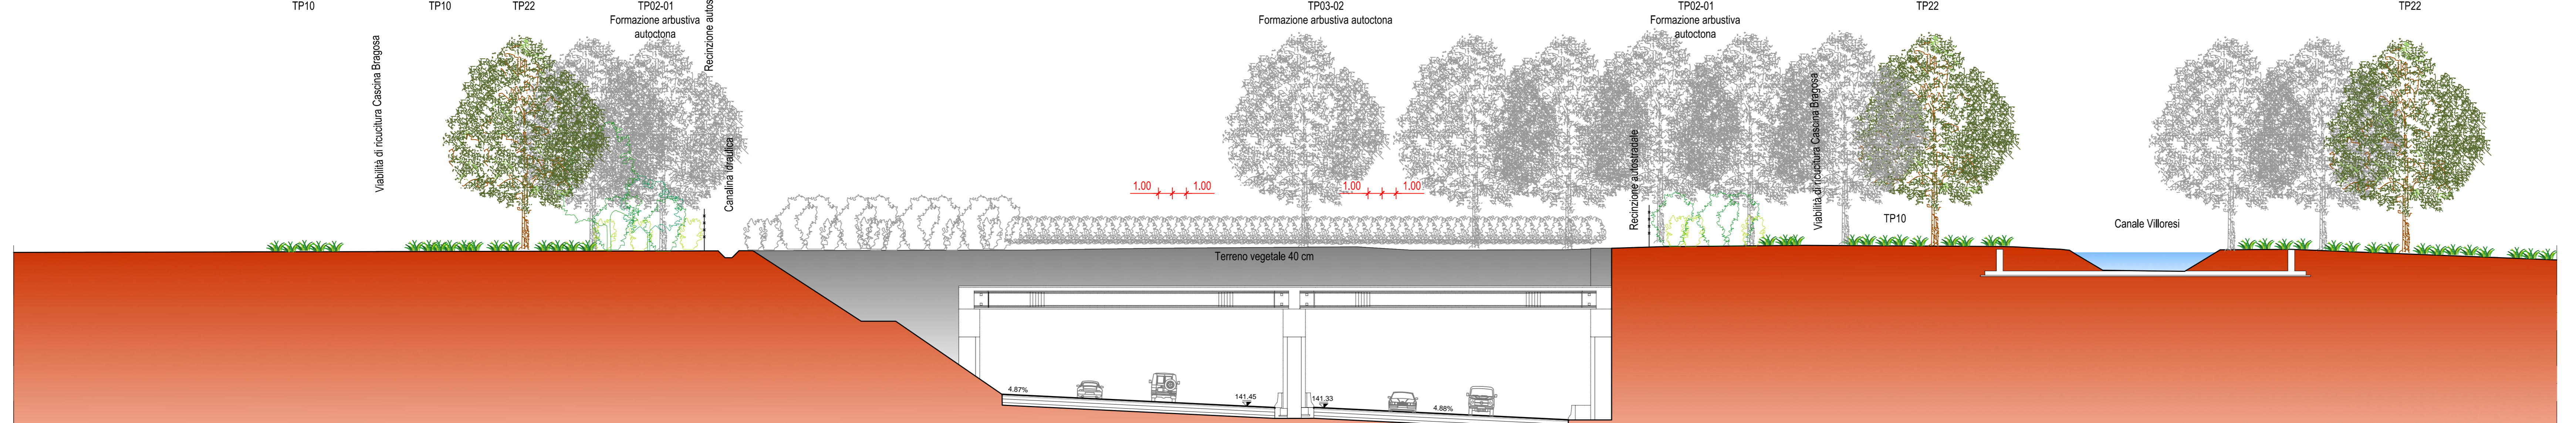 TP10
TP10
TP22
TP02-01
Formazione arbustiva
autoctona
TP03-02
Formazione arbustiva autoctona
TP02-01
Formazione arbustiva
autoctona
TP22
TP22
Viabilità di ricucitura Cascina Bragosa
Recinzione autos
Canalina idraulica
1.00
1.00
1.00
1.00
Recinzione autostradale
Viabilità di ricucitura Cascina Bragosa
TP10
Canale Villoresi
Terreno vegetale 40 cm
4.87%
141.45
141.33
4.88%